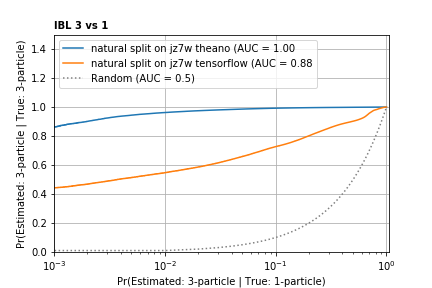 IBL 3 vs 1
Pr(Estimated: 3-particle | True: 3-particle)
1.4
1.2
1.0
0.8
0.6
0.4
0.2
0.0
natural split on jz7w theano (AUC = 1.00
natural split on jz7w tensorflow (AUC = 0.88
Random (AUC = 0.5)
10⁻³
10⁻²
10⁻¹
10⁰
Pr(Estimated: 3-particle | True: 1-particle)